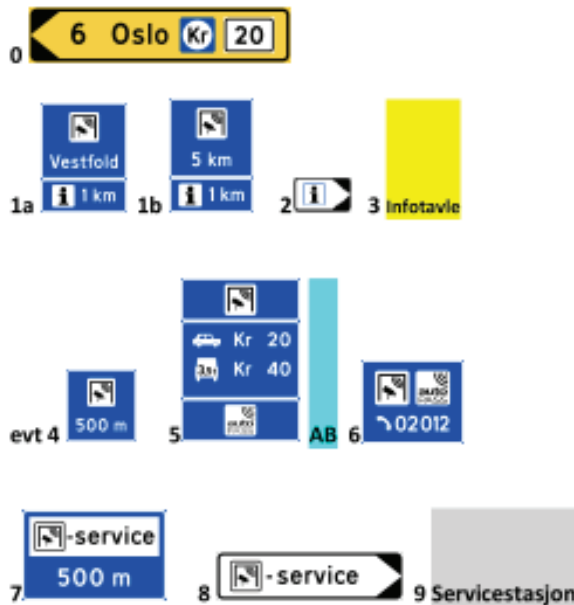 0 6 Oslo Kr 20
Vestfold
1a i 1 km
5 km
1b i 1 km
2 i
3 Infotavle
evt 4 500 m
Kr 20
3,5t Kr 40
5 auto PASS
AB
auto PASS
6 02012
-service
7 500 m
8 -service
9 Servicestasjon